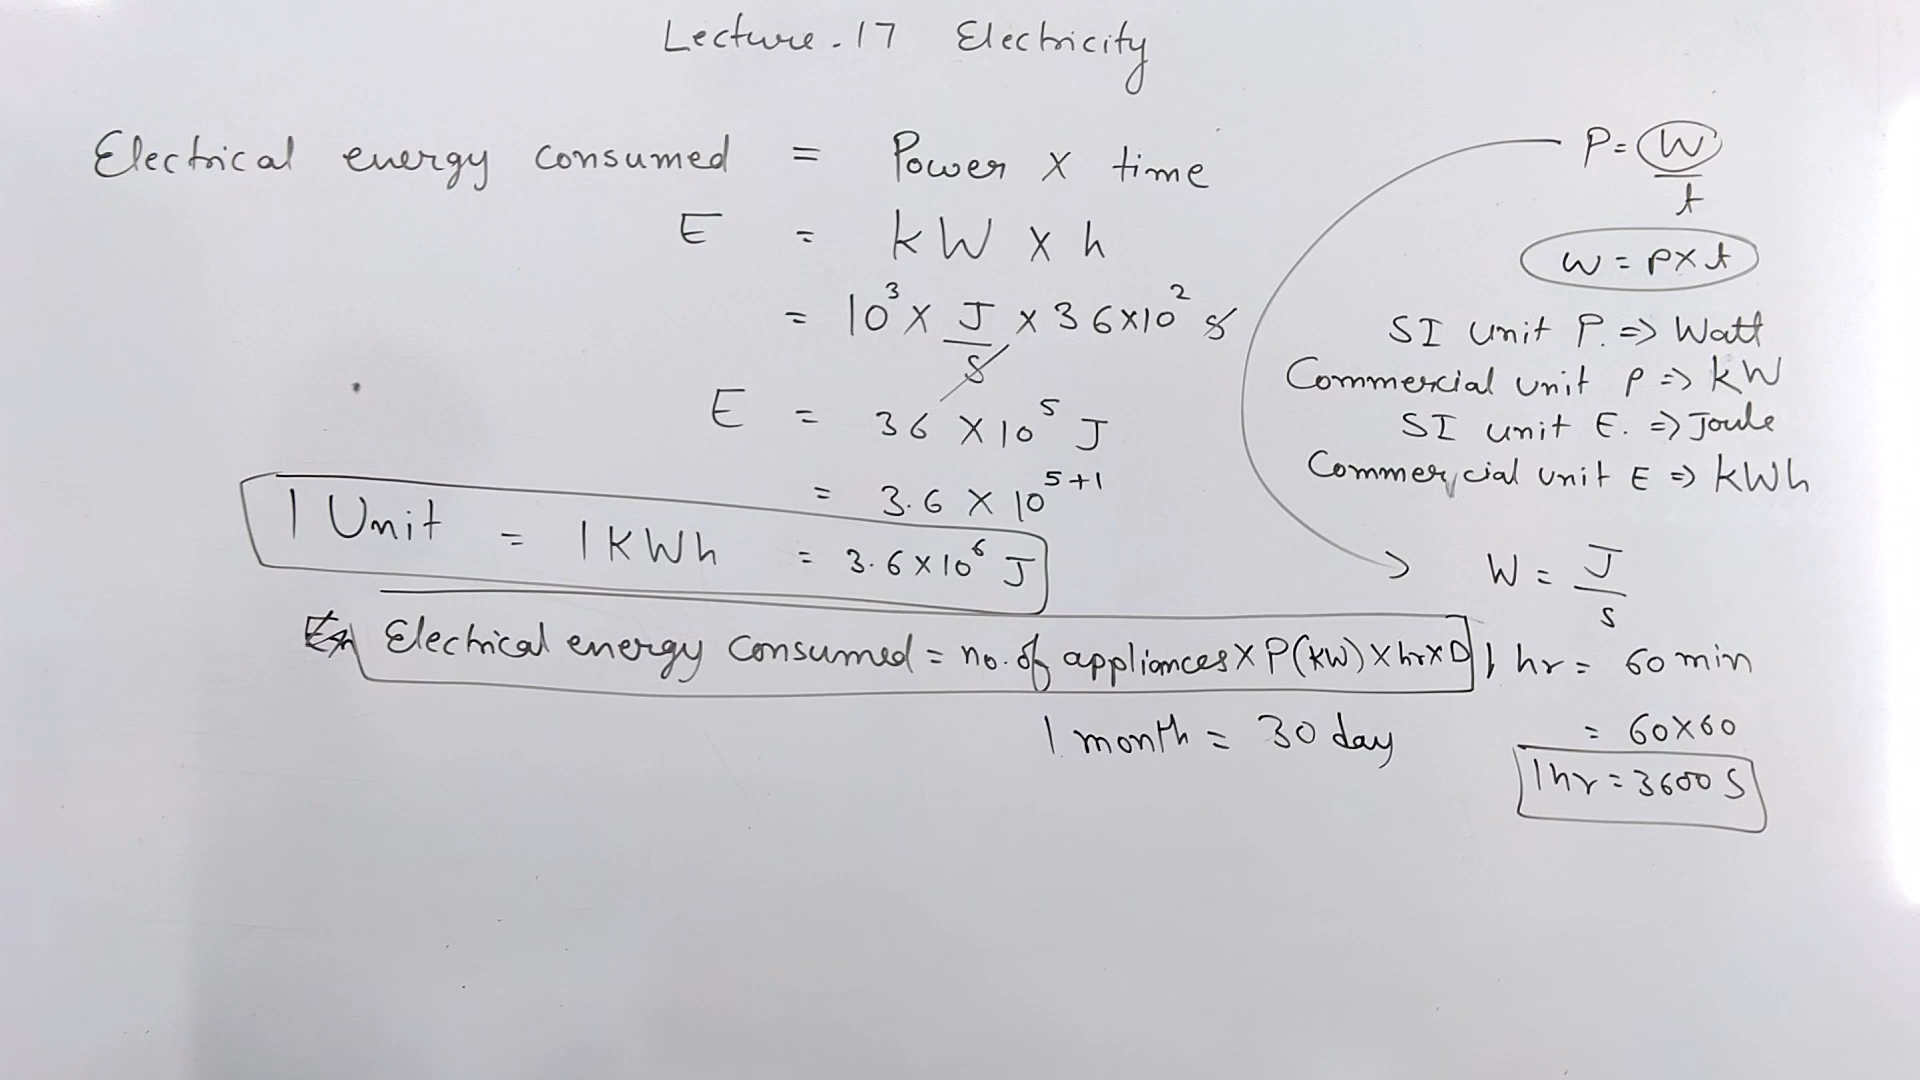 Lecture.17 Electricity
Electrical energy consumed = Power X time
E = kW X h
= 10³ X J/s x 36x10² s
E = 36 X 10⁵ J
= 3.6 X 10⁵⁺¹
1 Unit = 1 KWh = 3.6 X 10⁶ J
Electrical energy consumed = no. of appliances X P(kW) X hr X D
1 month = 30 day
P = W/t
W = P X t
SI unit P. => Watt
Commercial unit P => KW
SI unit E. => Joule
Commercial unit E => KWh
W = J/s
1 hr = 60 min
= 60X60
1hr = 3600 S